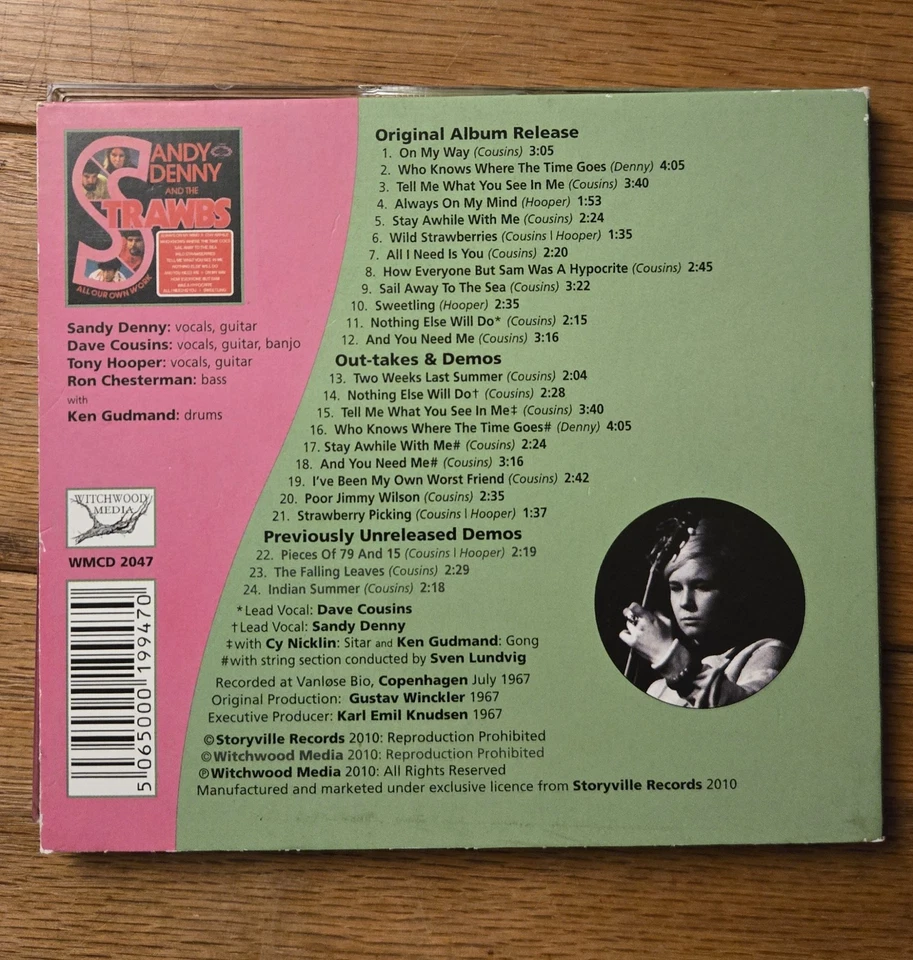 SANDY
DENNY
AND THE
STRAWBS
ALL OUR OWN WORK
Sandy Denny: vocals, guitar
Dave Cousins: vocals, guitar, banjo
Tony Hooper: vocals, guitar
Ron Chesterman: bass
with
Ken Gudmand: drums
WITCHWOOD
MEDIA
WMCD 2047
5 065000 199470
Original Album Release
1. On My Way (Cousins) 3:05
2. Who Knows Where The Time Goes (Denny) 4:05
3. Tell Me What You See In Me (Cousins) 3:40
4. Always On My Mind (Hooper) 1:53
5. Stay Awhile With Me (Cousins) 2:24
6. Wild Strawberries (Cousins | Hooper) 1:35
7. All I Need Is You (Cousins) 2:20
8. How Everyone But Sam Was A Hypocrite (Cousins) 2:45
9. Sail Away To The Sea (Cousins) 3:22
10. Sweetling (Hooper) 2:35
11. Nothing Else Will Do* (Cousins) 2:15
12. And You Need Me (Cousins) 3:16
Out-takes & Demos
13. Two Weeks Last Summer (Cousins) 2:04
14. Nothing Else Will Do† (Cousins) 2:28
15. Tell Me What You See In Me‡ (Cousins) 3:40
16. Who Knows Where The Time Goes# (Denny) 4:05
17. Stay Awhile With Me# (Cousins) 2:24
18. And You Need Me# (Cousins) 3:16
19. I've Been My Own Worst Friend (Cousins) 2:42
20. Poor Jimmy Wilson (Cousins) 2:35
21. Strawberry Picking (Cousins | Hooper) 1:37
Previously Unreleased Demos
22. Pieces Of 79 And 15 (Cousins | Hooper) 2:19
23. The Falling Leaves (Cousins) 2:29
24. Indian Summer (Cousins) 2:18
*Lead Vocal: Dave Cousins
†Lead Vocal: Sandy Denny
‡with Cy Nicklin: Sitar and Ken Gudmand: Gong
#with string section conducted by Sven Lundvig
Recorded at Vanløse Bio, Copenhagen July 1967
Original Production: Gustav Winckler 1967
Executive Producer: Karl Emil Knudsen 1967
©Storyville Records 2010: Reproduction Prohibited
©Witchwood Media 2010: Reproduction Prohibited
℗Witchwood Media 2010: All Rights Reserved
Manufactured and marketed under exclusive licence from Storyville Records 2010